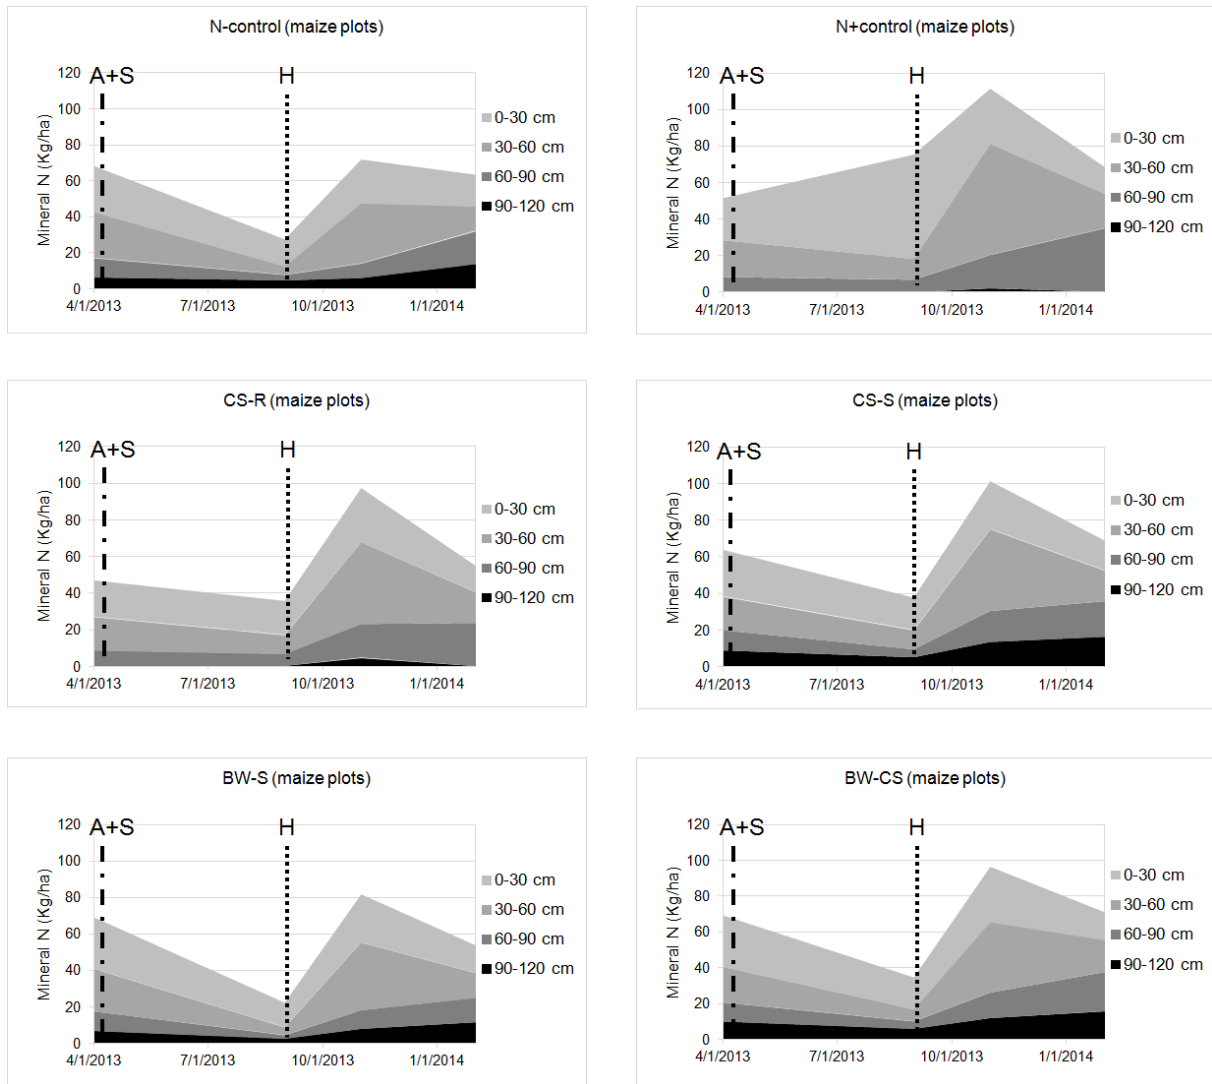 N-control (maize plots)
120
100
80
60
40
20
0
Mineral N (Kg/ha)
A+S
H
4/1/2013 7/1/2013 10/1/2013 1/1/2014
0-30 cm
30-60 cm
60-90 cm
90-120 cm
N+control (maize plots)
120
100
80
60
40
20
0
Mineral N (Kg/ha)
A+S
H
4/1/2013 7/1/2013 10/1/2013 1/1/2014
0-30 cm
30-60 cm
60-90 cm
90-120 cm
CS-R (maize plots)
120
100
80
60
40
20
0
Mineral N (Kg/ha)
A+S
H
4/1/2013 7/1/2013 10/1/2013 1/1/2014
0-30 cm
30-60 cm
60-90 cm
90-120 cm
CS-S (maize plots)
120
100
80
60
40
20
0
Mineral N (Kg/ha)
A+S
H
4/1/2013 7/1/2013 10/1/2013 1/1/2014
0-30 cm
30-60 cm
60-90 cm
90-120 cm
BW-S (maize plots)
120
100
80
60
40
20
0
Mineral N (Kg/ha)
A+S
H
4/1/2013 7/1/2013 10/1/2013 1/1/2014
0-30 cm
30-60 cm
60-90 cm
90-120 cm
BW-CS (maize plots)
120
100
80
60
40
20
0
Mineral N (Kg/ha)
A+S
H
4/1/2013 7/1/2013 10/1/2013 1/1/2014
0-30 cm
30-60 cm
60-90 cm
90-120 cm